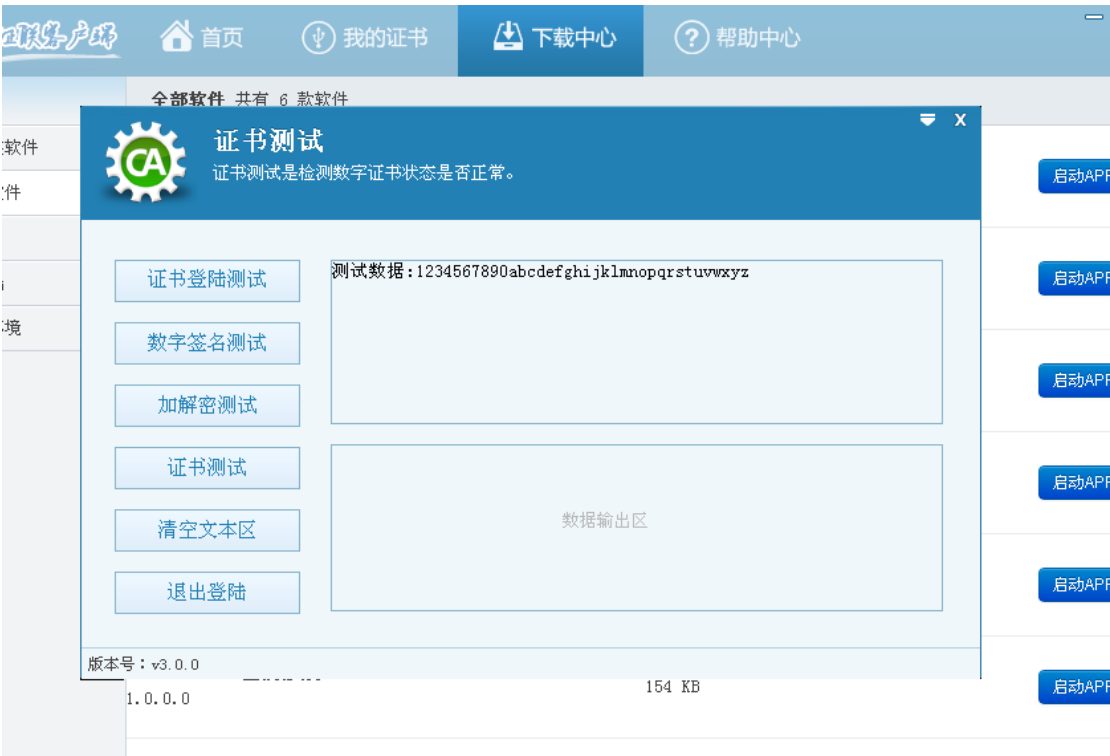 首页
我的证书
下载中心
帮助中心
全部软件 共有 6 款软件
证书测试
证书测试是检测数字证书状态是否正常。
X
CA
软件
件
境
证书登陆测试
数字签名测试
加解密测试
证书测试
清空文本区
退出登陆
测试数据:1234567890abcdefghijklmnopqrstuvwxyz
数据输出区
启动APP
启动APP
启动APP
启动APP
启动APP
启动APP
版本号：v3.0.0
154 KB
1.0.0.0